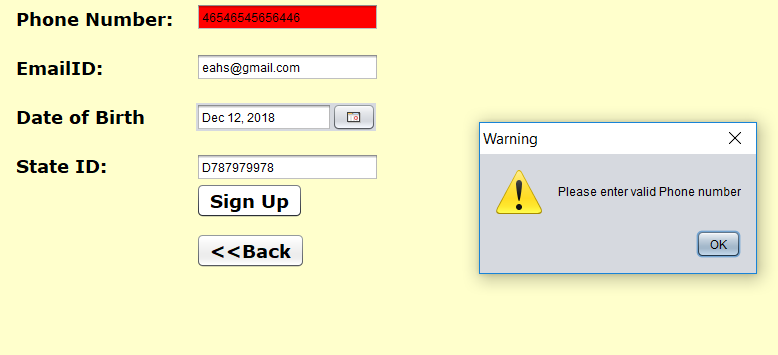 Phone Number: 46546545656446
EmailID: eahs@gmail.com
Date of Birth Dec 12, 2018
State ID: D787979978
Sign Up
<<Back
Warning
Please enter valid Phone number
OK